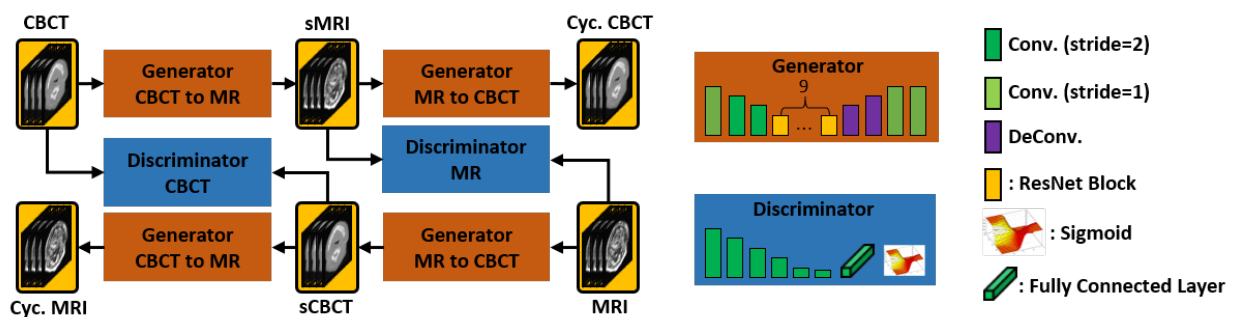 CBCT
sMRI
Cyc. CBCT
Generator
CBCT to MR
Generator
MR to CBCT
Discriminator
CBCT
Discriminator
MR
Generator
CBCT to MR
Generator
MR to CBCT
Cyc. MRI
sCBCT
MRI
Generator
9
...
Discriminator
Conv. (stride=2)
Conv. (stride=1)
DeConv.
: ResNet Block
: Sigmoid
: Fully Connected Layer